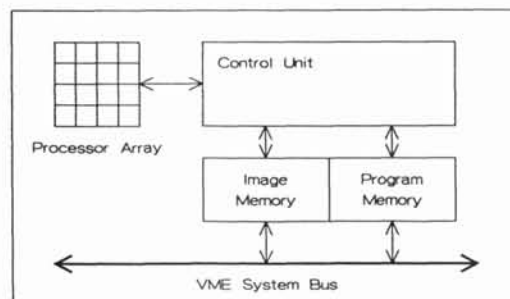 Control Unit
Processor Array
Image
Memory
Program
Memory
VME System Bus